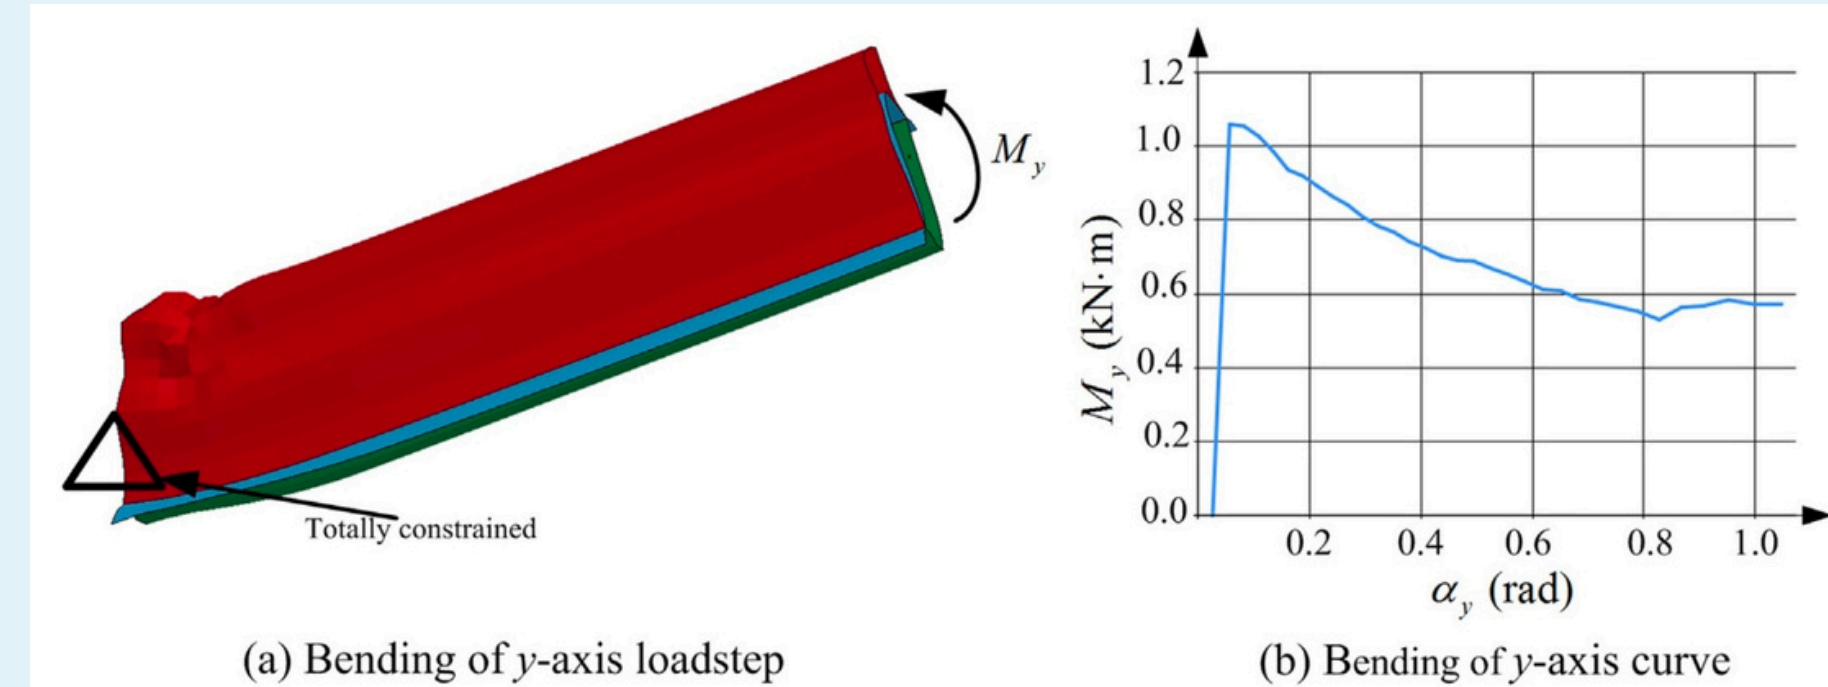 M_y
Totally constrained
(a) Bending of y-axis loadstep
1.2
1.0
0.8
0.6
0.4
0.2
0.0
M_y (kN·m)
0.2 0.4 0.6 0.8 1.0
α_y (rad)
(b) Bending of y-axis curve